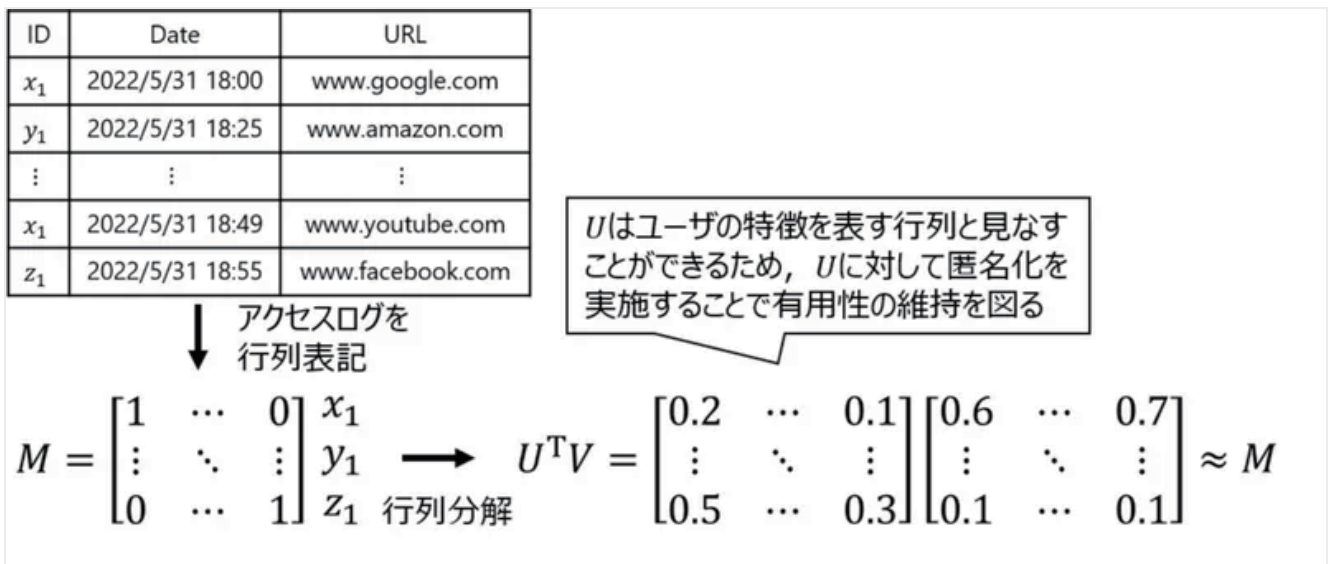 ID Date URL
x₁ 2022/5/31 18:00 www.google.com
y₁ 2022/5/31 18:25 www.amazon.com
⋮ ⋮ ⋮
x₁ 2022/5/31 18:49 www.youtube.com
z₁ 2022/5/31 18:55 www.facebook.com
Uはユーザの特徴を表す行列と見なす
ことができるため，Uに対して匿名化を
実施することで有用性の維持を図る
アクセスログを
行列表記
M = [1 ⋯ 0 ⋮ ⋱ ⋮ 0 ⋯ 1] x₁ y₁ z₁
行列分解
UᵀV = [0.2 ⋯ 0.1 ⋮ ⋱ ⋮ 0.5 ⋯ 0.3] [0.6 ⋯ 0.7 ⋮ ⋱ ⋮ 0.1 ⋯ 0.1] ≈ M